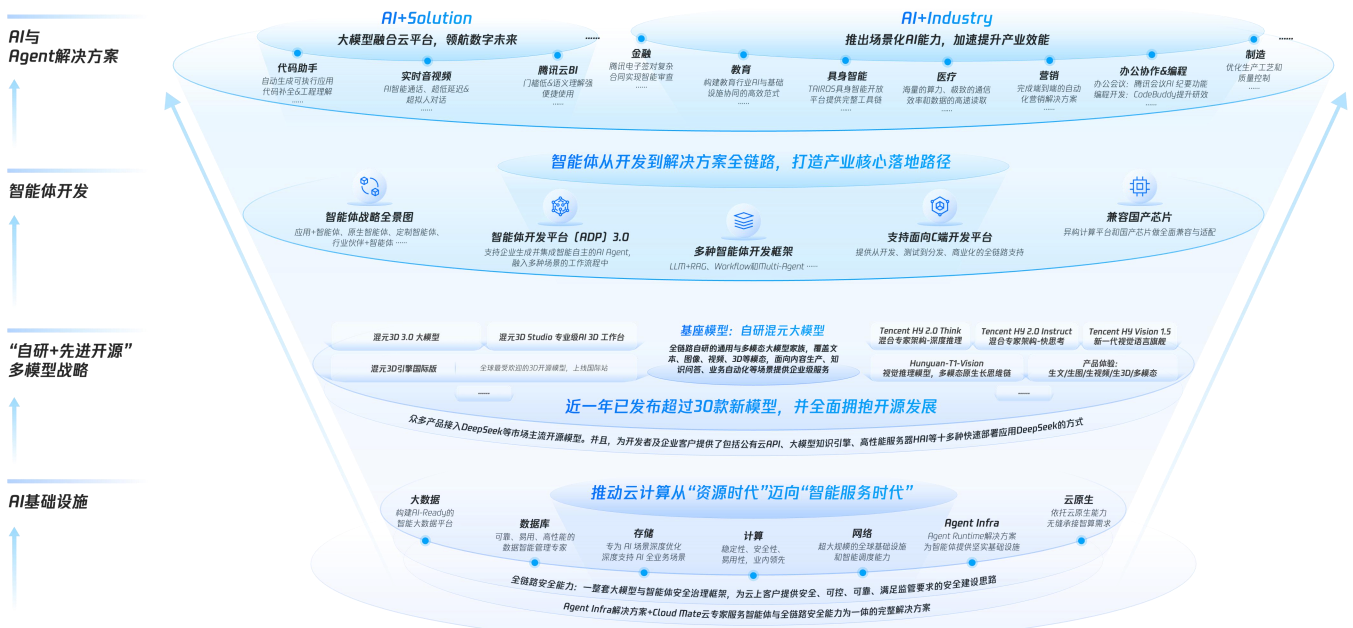 AI与
Agent解决方案
AI+Solution
大模型融合云平台，领航数字未来
代码助手
自动生成可执行应用
代码补全&工程理解
……
实时音视频
AI智能通话、超低延迟&
超拟人对话
……
腾讯云BI
门槛低&语义理解强
便捷使用
……
……
AI+Industry
推出场景化AI能力，加速提升产业效能
金融
腾讯电子签对复杂
合同实现智能审查
……
教育
构建教育行业AI与基础
设施协同的高效范式
……
具身智能
TAIROS具身智能开放
平台提供完整工具链
……
医疗
海量的算力、极致的通信
效率和数据的高速读取
……
营销
完成端到端的自动
化营销解决方案
……
办公协作&编程
办公会议：腾讯会议AI 纪要功能
编程开发：CodeBuddy提升研效
……
制造
优化生产工艺和
质量控制
……
……
智能体开发
智能体从开发到解决方案全链路，打造产业核心落地路径
智能体战略全景图
应用+智能体、原生智能体、定制智能体、
行业伙伴+智能体 ……
智能体开发平台（ADP）3.0
支持企业生成并集成智能自主的AI Agent，
融入多种场景的工作流程中
多种智能体开发框架
LLM+RAG、Workflow和Multi-Agent ……
支持面向C端开发平台
提供从开发、测试到分发、商业化的全链路支持
兼容国产芯片
异构计算平台和国产芯片做全面兼容与适配
“自研+先进开源”
多模型战略
混元3D 3.0 大模型
混元3D Studio 专业级AI 3D 工作台
混元3D引擎国际版
全球最受欢迎的3D开源模型，上线国际站
……
基座模型：自研混元大模型
全链路自研的通用与多模态大模型家族，覆盖文
本、图像、视频、3D等模态，面向内容生产、知
识问答、业务自动化等场景提供企业级服务
Tencent HY 2.0 Think
混合专家架构-深度推理
Tencent HY 2.0 Instruct
混合专家架构-快思考
Tencent HY Vision 1.5
新一代视觉语言旗舰
Hunyuan-T1-Vision
视觉推理模型，多模态原生长思维链
产品体验：
生文/生图/生视频/生3D/多模态
……
近一年已发布超过30款新模型，并全面拥抱开源发展
众多产品接入DeepSeek等市场主流开源模型。并且，为开发者及企业客户提供了包括公有云API、大模型知识引擎、高性能服务器HAI等十多种快速部署应用DeepSeek的方式
AI基础设施
推动云计算从“资源时代”迈向“智能服务时代”
大数据
构建AI-Ready的
智能大数据平台
数据库
可靠、易用、高性能的
数据智能管理专家
存储
专为 AI 场景深度优化
深度支持 AI 全业务场景
计算
稳定性、安全性、
易用性，业内领先
网络
超大规模的全球基础设施
和智能调度能力
Agent Infra
Agent Runtime解决方案
为智能体提供坚实基础设施
云原生
依托云原生能力
无缝承接智算需求
全链路安全能力：一整套大模型与智能体安全治理框架，为云上客户提供安全、可控、可靠、满足监管要求的安全建设思路
Agent Infra解决方案+Cloud Mate云专家服务智能体与全链路安全能力为一体的完整解决方案